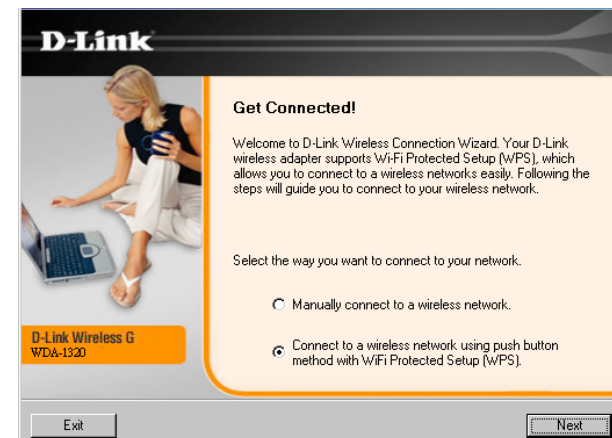 D-Link
Get Connected!
Welcome to D-Link Wireless Connection Wizard. Your D-Link
wireless adapter supports Wi-Fi Protected Setup (WPS), which
allows you to connect to a wireless networks easily. Following the
steps will guide you to connect to your wireless network.
Select the way you want to connect to your network.
Manually connect to a wireless network.
Connect to a wireless network using push button
method with WiFi Protected Setup (WPS).
D-Link Wireless G
WDA-1320
Exit
Next